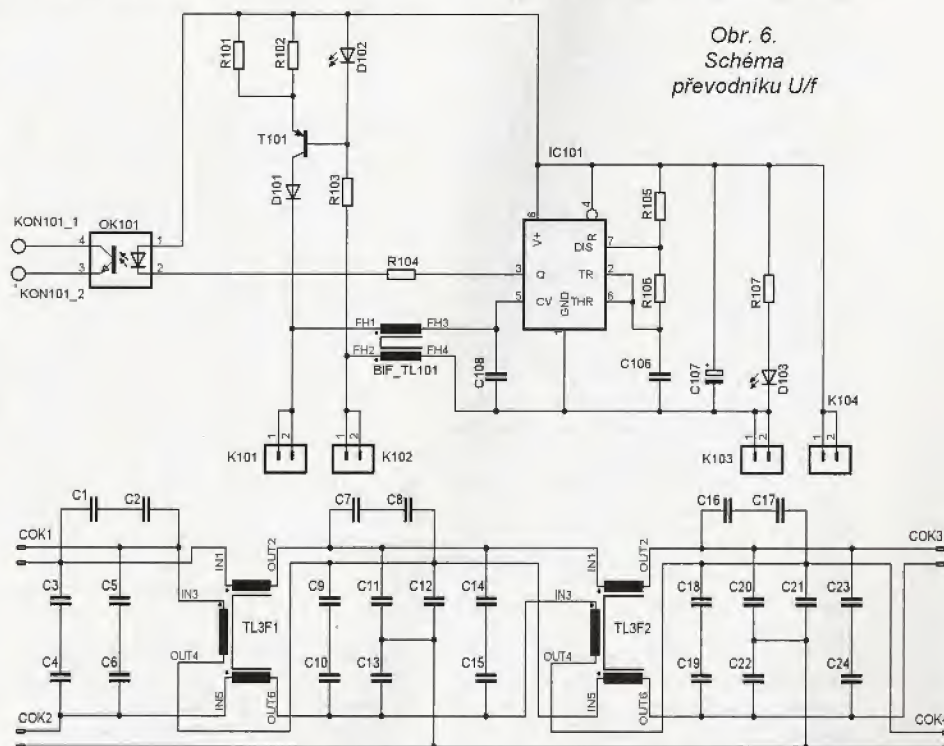 Obr. 6.
Schéma
převodníku U/f
R101
R102
D102
T101
D101
R103
IC101
KON101_1
OK101
4
1
3
2
KON101_2
R104
8
4
V+
R
DIS
7
3
Q
TR
2
5
CV
GND
THR
6
1
R105
R106
R107
FH1
FH3
FH2
FH4
BIF_TL101
C108
C106
C107
D103
K104
1
2
K101
1
2
K102
K103
1
2
1
2
C1
C2
C7
C8
C16
C17
COK1
COK3
IN1
OUT2
IN1
OUT2
C3
C5
C9
C11
C12
C14
C18
C20
C21
C23
IN3
IN3
TL3F1
TL3F2
OUT4
OUT4
C4
C6
C10
C13
C15
C19
C22
C24
IN5
OUT6
IN5
OUT6
COK2